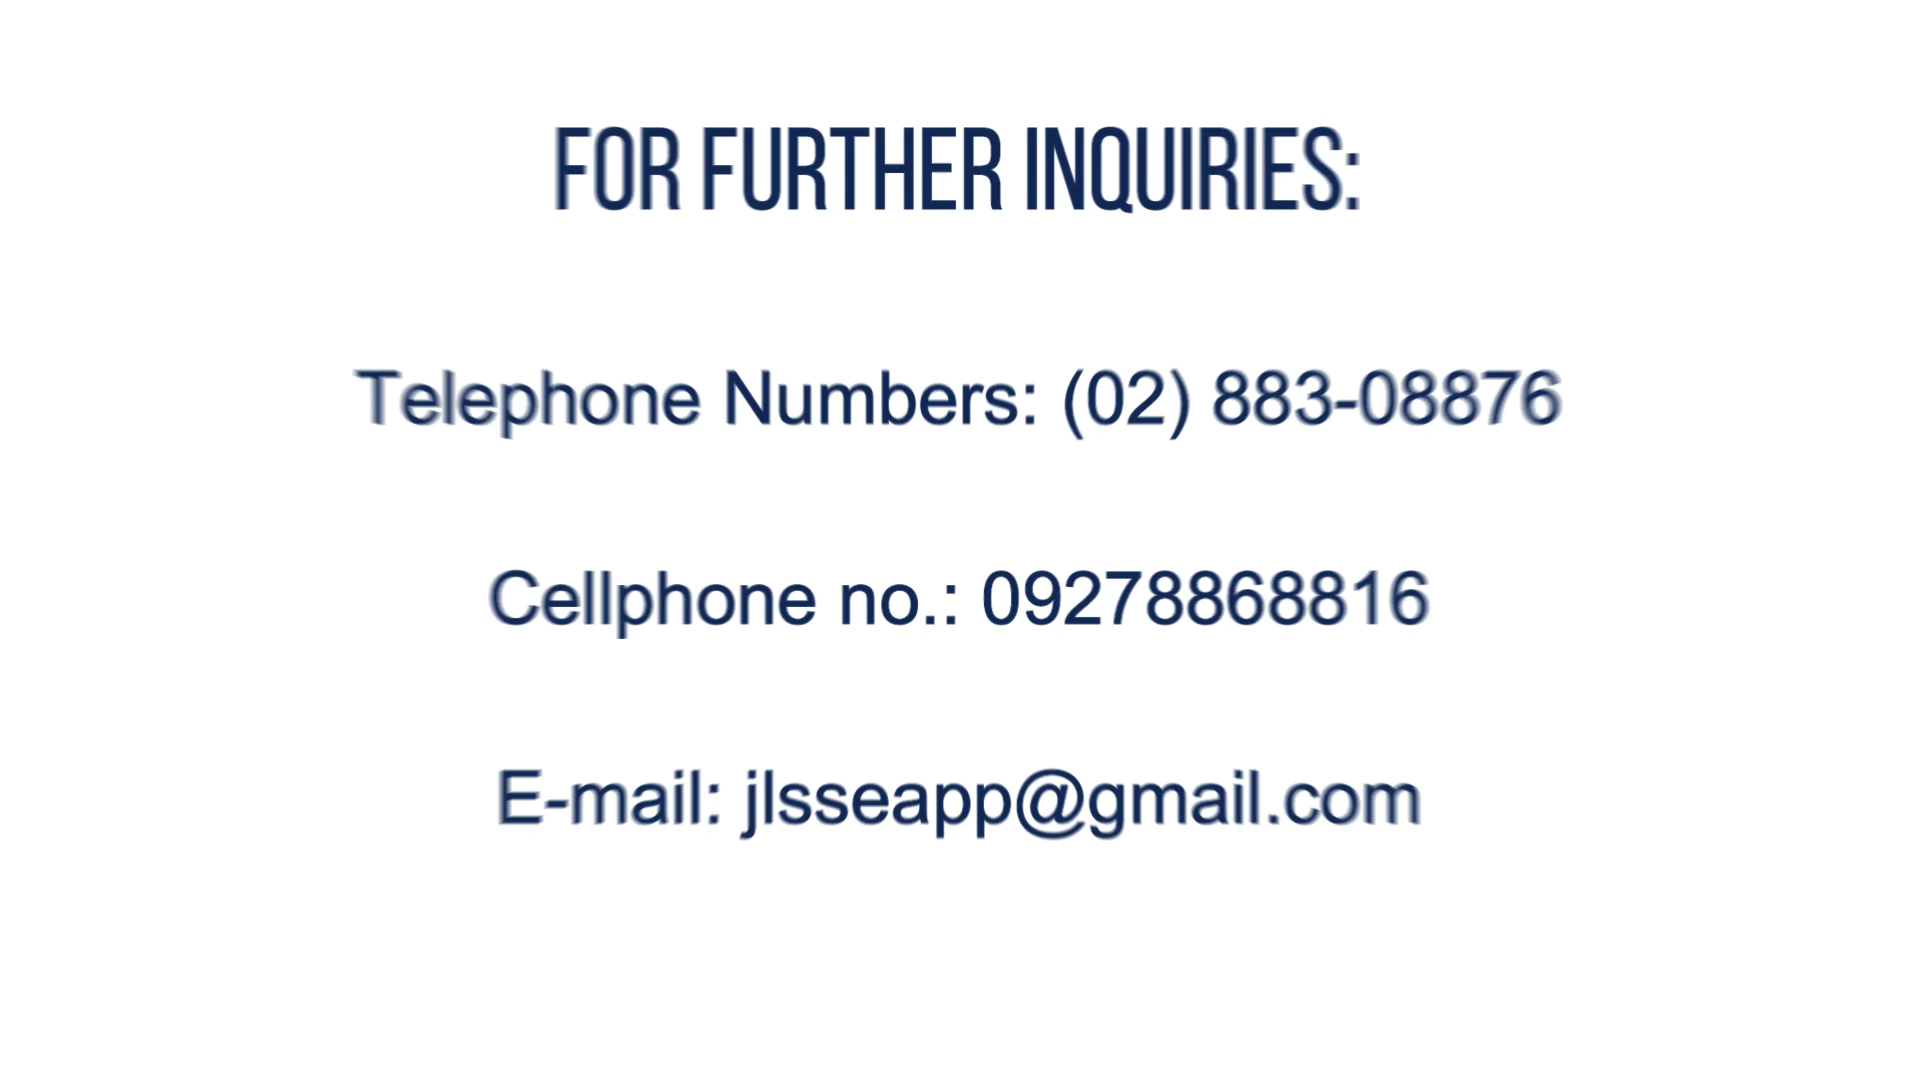 FOR FURTHER INQUIRIES:
Telephone Numbers: (02) 883-08876
Cellphone no.: 09278868816
E-mail: jlsseapp@gmail.com